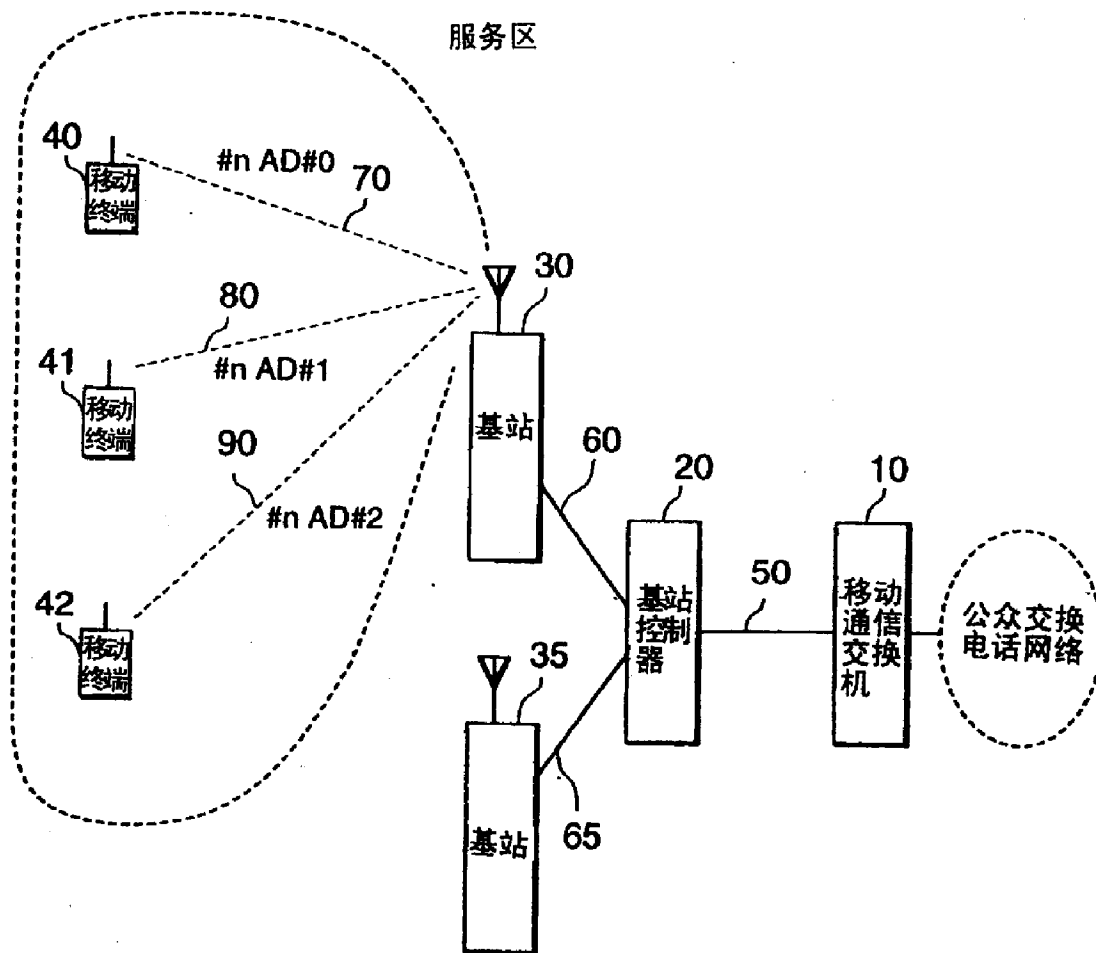 服务区
40
移动
终端
#n AD#0
70
30
80
41
移动
终端
#n AD#1
基站
90
60
20
10
#n AD#2
42
移动
终端
基站
控制
器
50
移动
通信
交换
机
公众交换
电话网络
35
基站
65